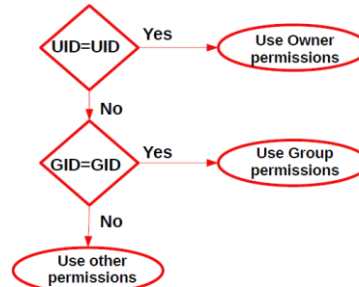 UID=UID
Yes
Use Owner
permissions
No
GID=GID
Yes
Use Group
permissions
No
Use other
permissions